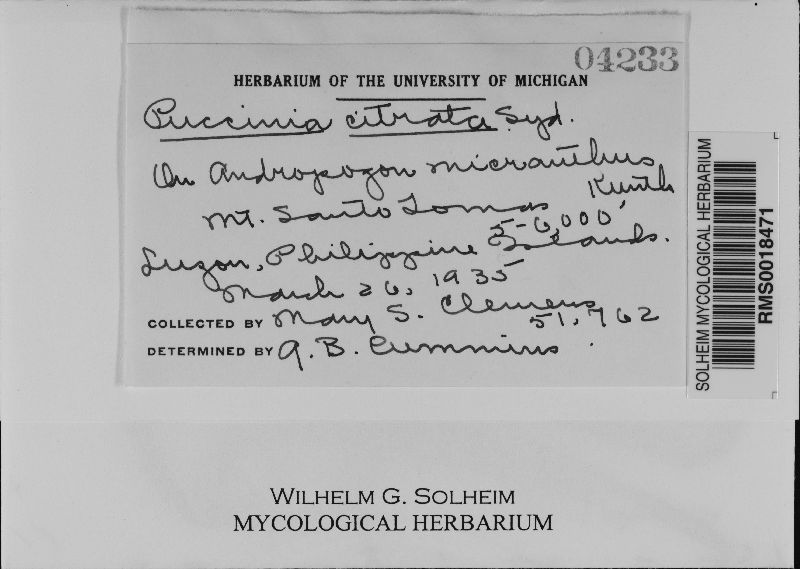 04233
HERBARIUM OF THE UNIVERSITY OF MICHIGAN
Puccinia citrata Syd.
On Andropogon micranthus
Kunth
Mt. Santo Tomas
5-6,000'
Luzon, Philippine Islands.
March 26, 1935
COLLECTED BY Mary S. Clemens
51,762
DETERMINED BY G. B. Cummins.
SOLHEIM MYCOLOGICAL HERBARIUM
RMS0018471
WILHELM G. SOLHEIM
MYCOLOGICAL HERBARIUM